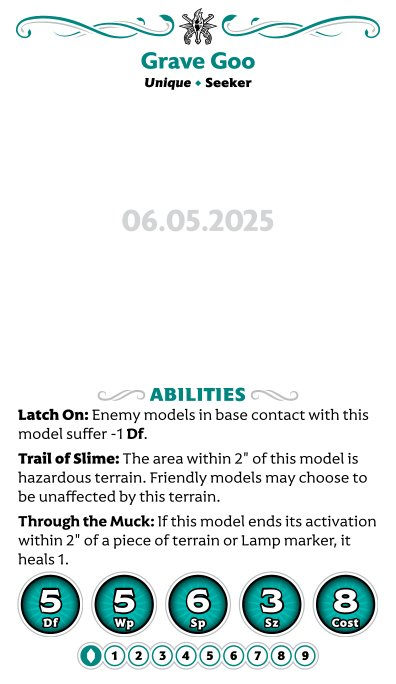 Grave Goo
Unique • Seeker
06.05.2025
ABILITIES
Latch On: Enemy models in base contact with this
model suffer -1 Df.
Trail of Slime: The area within 2" of this model is
hazardous terrain. Friendly models may choose to
be unaffected by this terrain.
Through the Muck: If this model ends its activation
within 2" of a piece of terrain or Lamp marker, it
heals 1.
5 5 6 3 8
Df Wp Sp Sz Cost
1 2 3 4 5 6 7 8 9